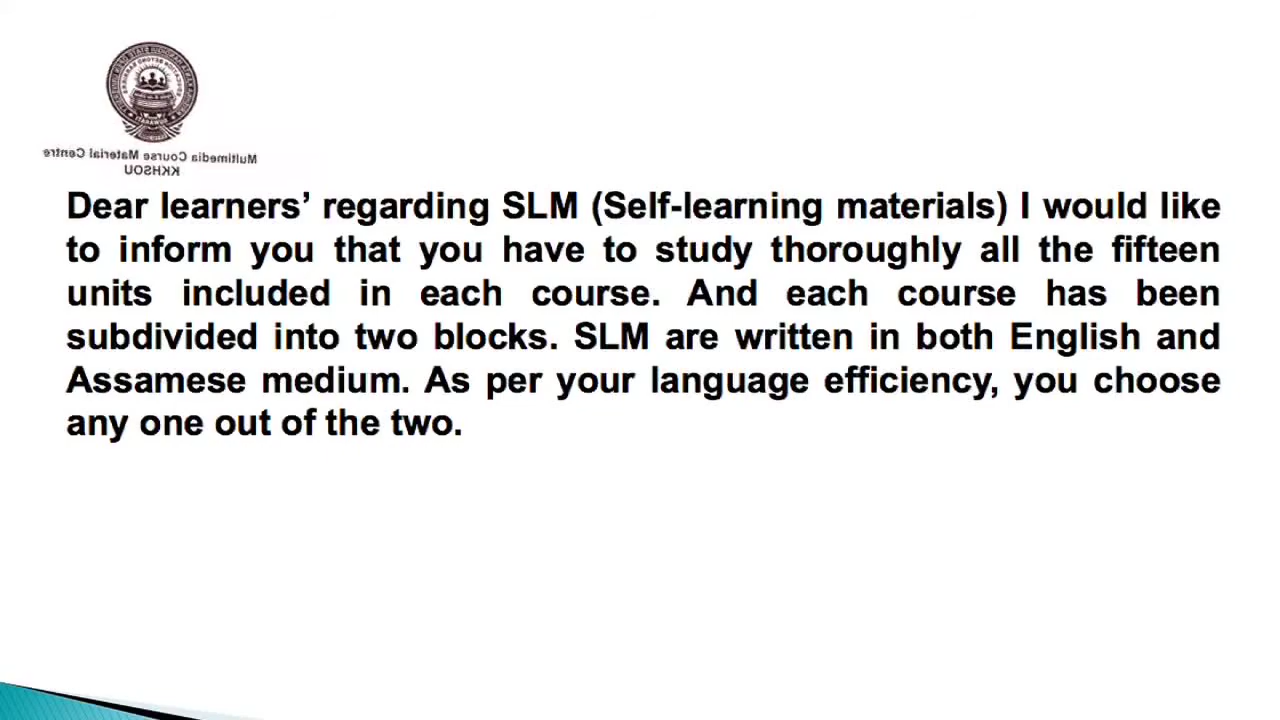 Multimedia Course Material Centre
KKHSOU
Dear learners’ regarding SLM (Self-learning materials) I would like
to inform you that you have to study thoroughly all the fifteen
units included in each course. And each course has been
subdivided into two blocks. SLM are written in both English and
Assamese medium. As per your language efficiency, you choose
any one out of the two.